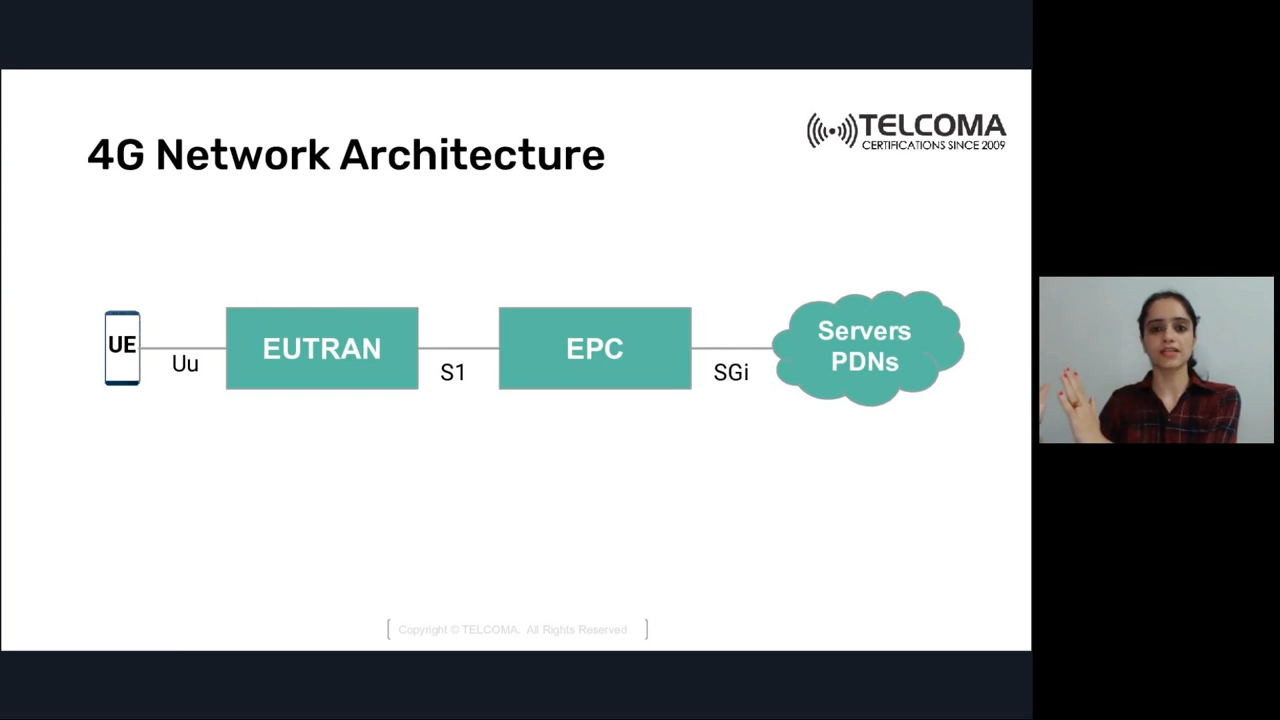 4G Network Architecture
TELCOMA
CERTIFICATIONS SINCE 2009
UE
Uu
EUTRAN
S1
EPC
SGi
Servers
PDNs
Copyright © TELCOMA. All Rights Reserved